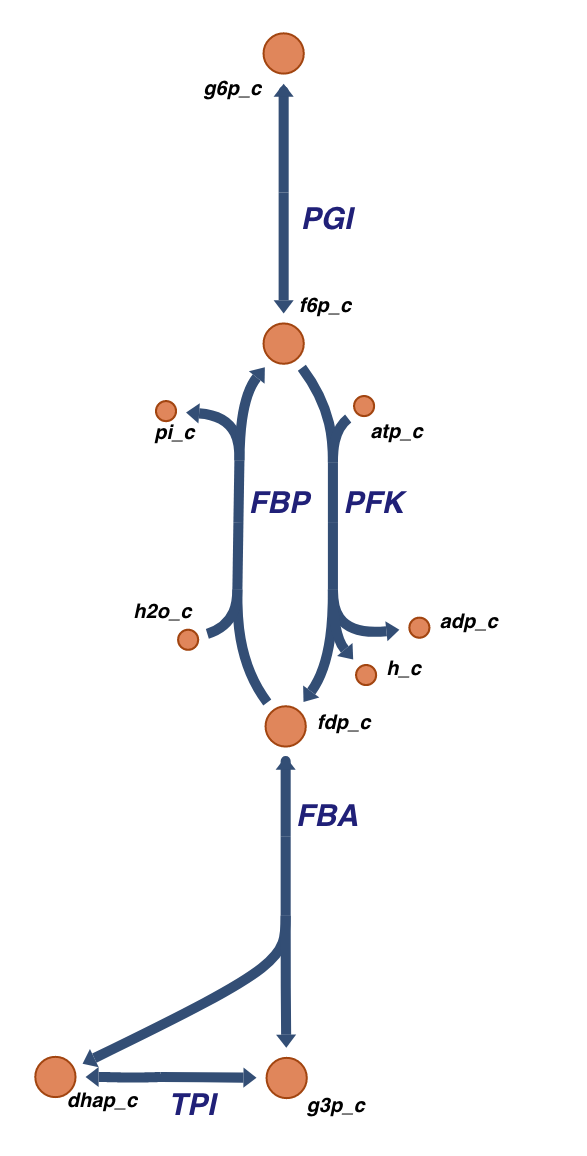 g6p_c
PGI
f6p_c
atp_c
pi_c
FBP
PFK
h2o_c
adp_c
h_c
fdp_c
FBA
dhap_c
TPI
g3p_c